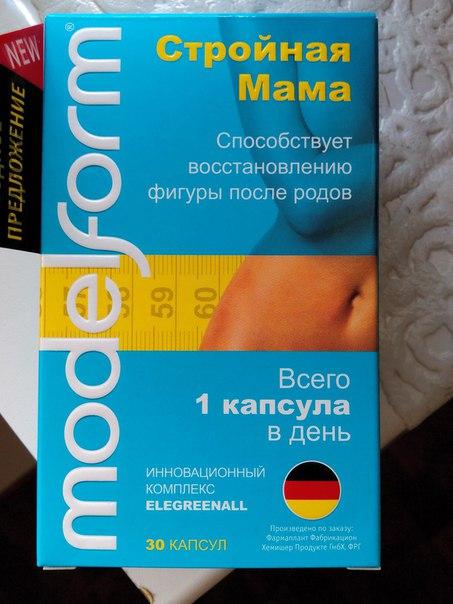 NEW
ПРЕДЛОЖЕНИЕ
modelform®
Стройная
Мама
Способствует
восстановлению
фигуры после родов
59
60
Всего
1 капсула
в день
ИННОВАЦИОННЫЙ
КОМПЛЕКС
ELEGREENALL
30 КАПСУЛ
Произведено по заказу:
Фармаплант Фабрикацион
Хемишер Продукте ГмбХ, ФРГ